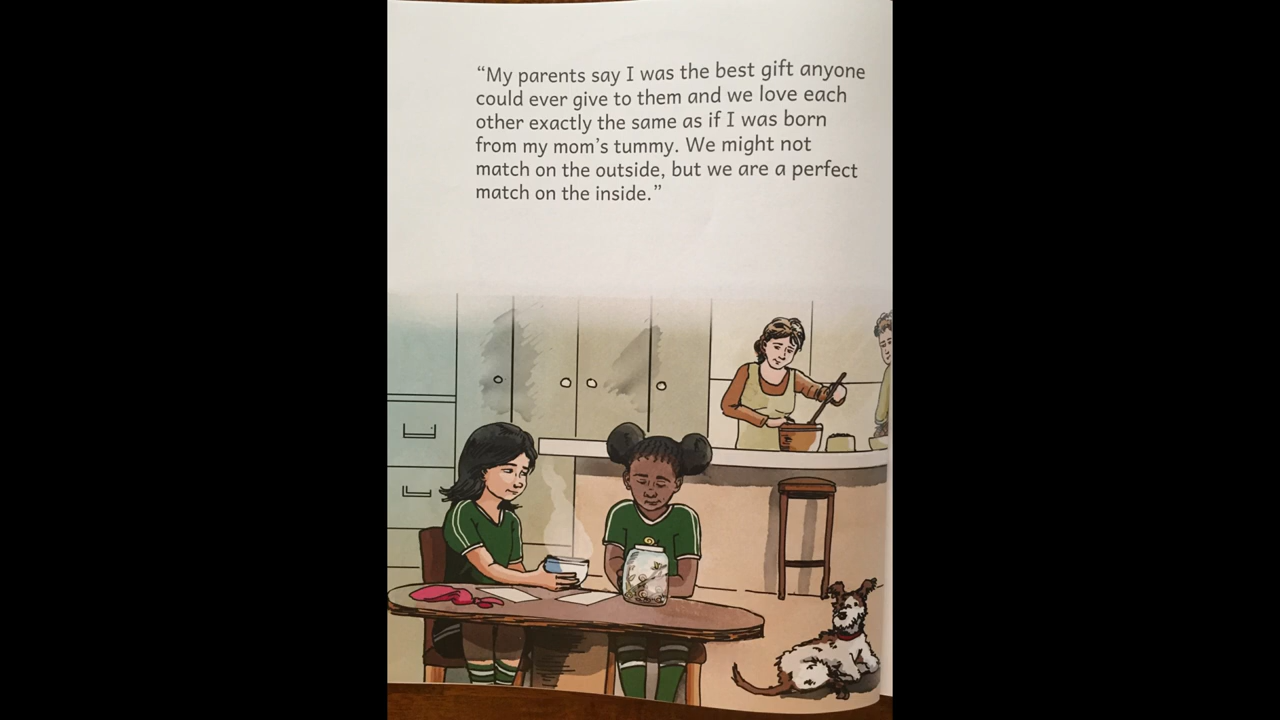 “My parents say I was the best gift anyone
could ever give to them and we love each
other exactly the same as if I was born
from my mom’s tummy. We might not
match on the outside, but we are a perfect
match on the inside.”